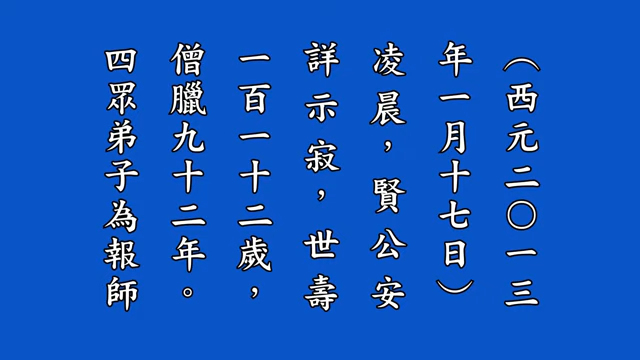 （西元二〇一三
年一月十七日）
凌晨，賢公安
詳示寂，世壽
一百一十二歲，
僧臘九十二年。
四眾弟子為報師